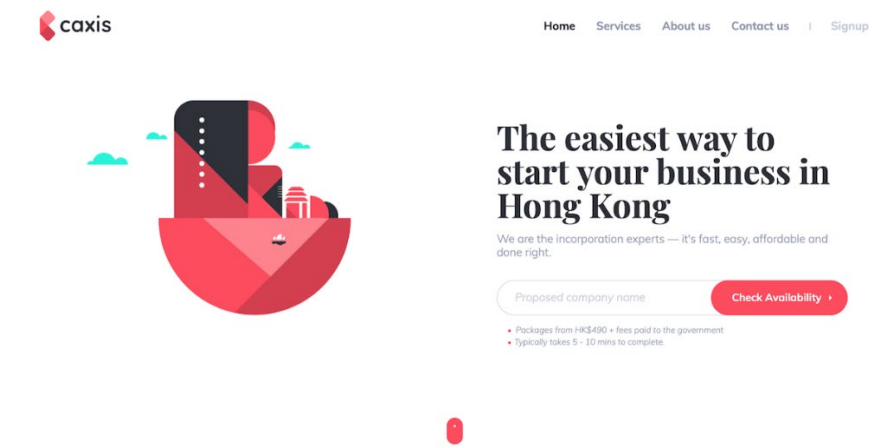 caxis
Home Services About us Contact us | Signup
The easiest way to
start your business in
Hong Kong
We are the incorporation experts — it's fast, easy, affordable and
done right.
Proposed company name Check Availability
Packages from HK$490 + fees paid to the government
Typically takes 5 - 10 mins to complete.